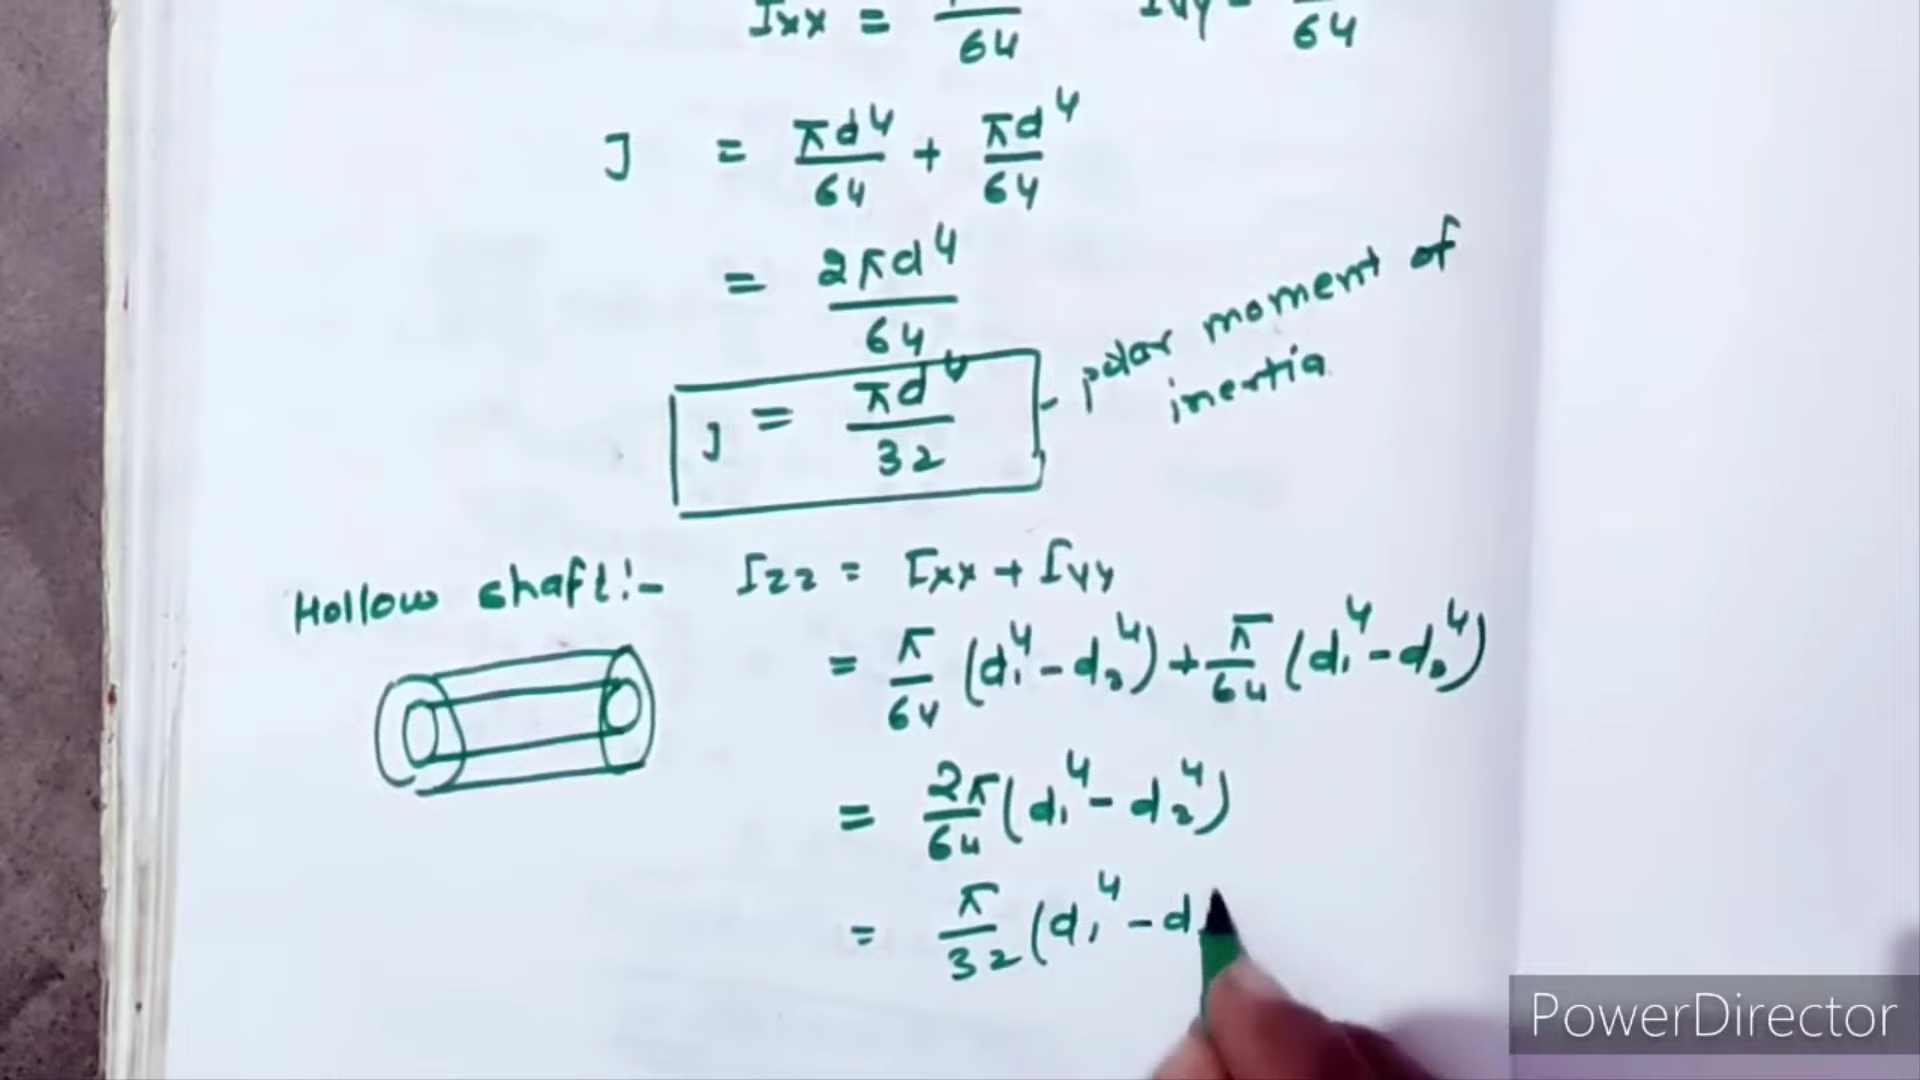 Ixx = 64 Iyy = 64
J = πd⁴/64 + πd⁴/64
= 2πd⁴/64
J = πd⁴/32 - polar moment of inertia
Hollow shaft:- Izz = Ixx + Iyy
= π/64 (d₁⁴ - d₂⁴) + π/64 (d₁⁴ - d₂⁴)
= 2π/64 (d₁⁴ - d₂⁴)
= π/32 (d₁⁴ - d
PowerDirector